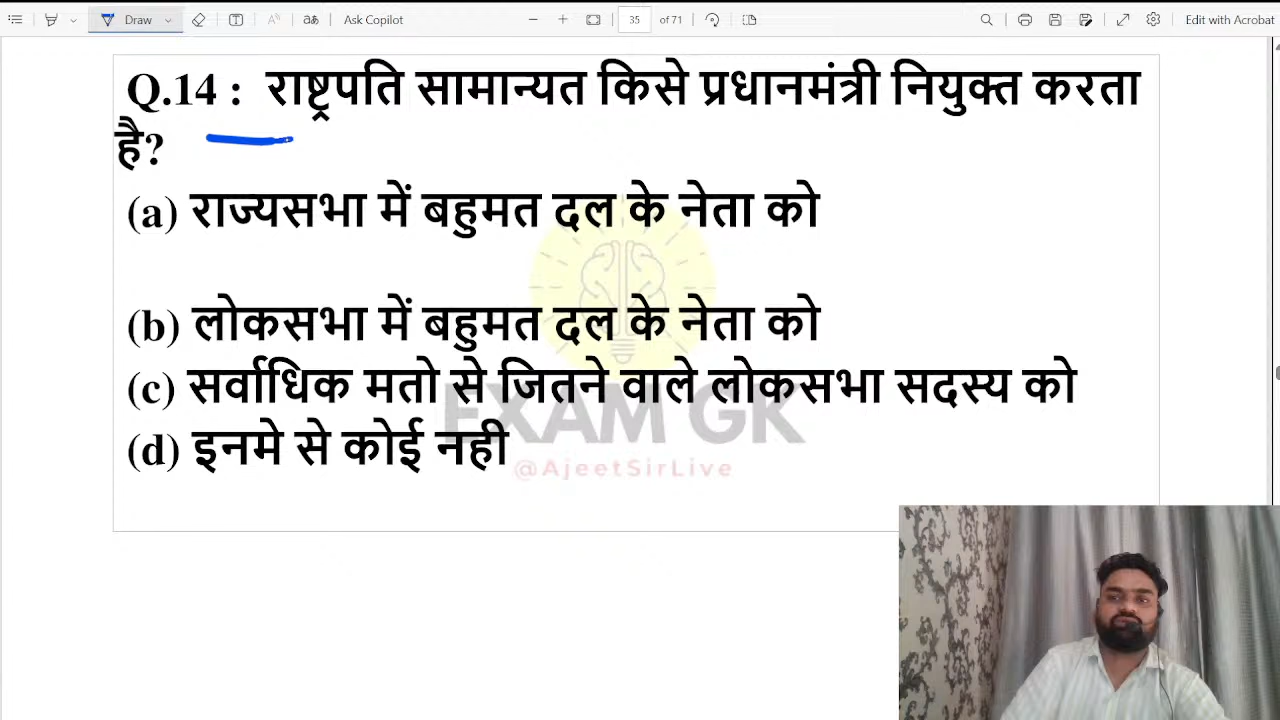 Draw
Ask Copilot
35 of 71
Edit with Acrobat
Q.14 : राष्ट्रपति सामान्यत किसे प्रधानमंत्री नियुक्त करता
है?
(a) राज्यसभा में बहुमत दल के नेता को
(b) लोकसभा में बहुमत दल के नेता को
(c) सर्वाधिक मतो से जितने वाले लोकसभा सदस्य को
(d) इनमे से कोई नही
EXAM GK
@AjeetSirLive